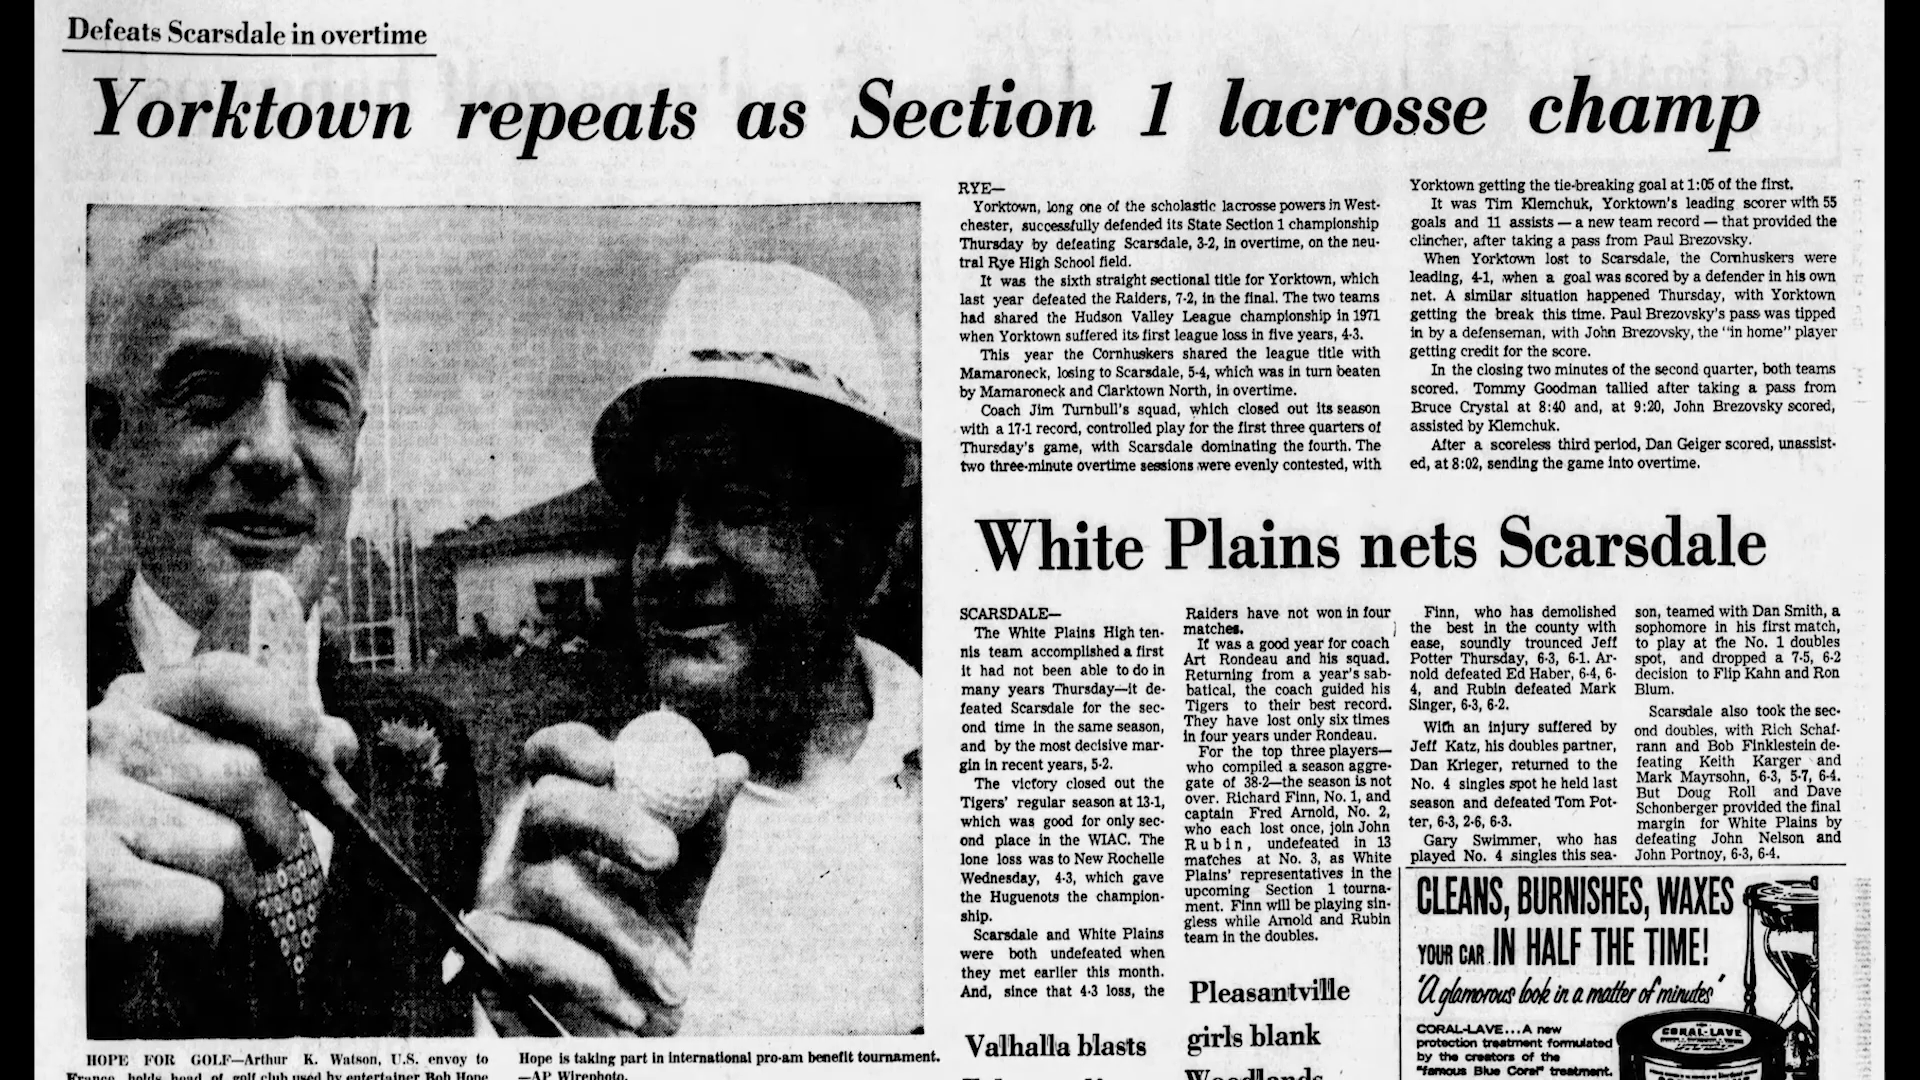 Defeats Scarsdale in overtime
Yorktown repeats as Section 1 lacrosse champ
RYE—
Yorktown, long one of the scholastic lacrosse powers in West-
chester, successfully defended its State Section 1 championship
Thursday by defeating Scarsdale, 3-2, in overtime, on the neu-
tral Rye High School field.
It was the sixth straight sectional title for Yorktown, which
last year defeated the Raiders, 7-2, in the final. The two teams
had shared the Hudson Valley League championship in 1971
when Yorktown suffered its first league loss in five years, 4-3.
This year the Cornhuskers shared the league title with
Mamaroneck, losing to Scarsdale, 5-4, which was in turn beaten
by Mamaroneck and Clarktown North, in overtime.
Coach Jim Turnbull's squad, which closed out its season
with a 17-1 record, controlled play for the first three quarters of
Thursday's game, with Scarsdale dominating the fourth. The
two three-minute overtime sessions were evenly contested, with
Yorktown getting the tie-breaking goal at 1:05 of the first.
It was Tim Klemchuk, Yorktown's leading scorer with 55
goals and 11 assists — a new team record — that provided the
clincher, after taking a pass from Paul Brezovsky.
When Yorktown lost to Scarsdale, the Cornhuskers were
leading, 4-1, when a goal was scored by a defender in his own
net. A similar situation happened Thursday, with Yorktown
getting the break this time. Paul Brezovsky's pass was tipped
in by a defenseman, with John Brezovsky, the "in home" player
getting credit for the score.
In the closing two minutes of the second quarter, both teams
scored. Tommy Goodman tallied after taking a pass from
Bruce Crystal at 8:40 and, at 9:20, John Brezovsky scored,
assisted by Klemchuk.
After a scoreless third period, Dan Geiger scored, unassist-
ed, at 8:02, sending the game into overtime.
White Plains nets Scarsdale
SCARSDALE—
The White Plains High ten-
nis team accomplished a first
it had not been able to do in
many years Thursday—it de-
feated Scarsdale for the sec-
ond time in the same season,
and by the most decisive mar-
gin in recent years, 5-2.
The victory closed out the
Tigers' regular season at 13-1,
which was good for only sec-
ond place in the WIAC. The
lone loss was to New Rochelle
Wednesday, 4-3, which gave
the Huguenots the champion-
ship.
Scarsdale and White Plains
were both undefeated when
they met earlier this month.
And, since that 4-3 loss, the
Raiders have not won in four
matches.
It was a good year for coach
Art Rondeau and his squad.
Returning from a year's sab-
batical, the coach guided his
Tigers to their best record.
They have lost only six times
in four years under Rondeau.
For the top three players—
who compiled a season aggre-
gate of 38-2—the season is not
over. Richard Finn, No. 1, and
captain Fred Arnold, No. 2,
who each lost once, join John
Rubin, undefeated in 13
matches at No. 3, as White
Plains' representatives in the
upcoming Section 1 tourna-
ment. Finn will be playing sin-
gless while Arnold and Rubin
team in the doubles.
Finn, who has demolished
the best in the county with
ease, soundly trounced Jeff
Potter Thursday, 6-3, 6-1. Ar-
nold defeated Ed Haber, 6-4, 6-
4, and Rubin defeated Mark
Singer, 6-3, 6-2.
With an injury suffered by
Jeff Katz, his doubles partner,
Dan Krieger, returned to the
No. 4 singles spot he held last
season and defeated Tom Pot-
ter, 6-3, 2-6, 6-3.
Gary Swimmer, who has
played No. 4 singles this sea-
son, teamed with Dan Smith, a
sophomore in his first match,
to play at the No. 1 doubles
spot, and dropped a 7-5, 6-2
decision to Flip Kahn and Ron
Blum.
Scarsdale also took the sec-
ond doubles, with Rich Schaf-
rann and Bob Finklestein de-
feating Keith Karger and
Mark Mayrsohn, 6-3, 5-7, 6-4.
But Doug Roll and Dave
Schonberger provided the final
margin for White Plains by
defeating John Nelson and
John Portnoy, 6-3, 6-4.
HOPE FOR GOLF—Arthur K. Watson, U.S. envoy to
France, holds head of golf club used by entertainer Bob Hope
Hope is taking part in international pro-am benefit tournament.
—AP Wirephoto.
Valhalla blasts
Pleasantville
girls blank
Woodlands
CLEANS, BURNISHES, WAXES
YOUR CAR IN HALF THE TIME!
"A glamorous look in a matter of minutes"
CORAL-LAVE...A new
protection treatment formulated
by the creators of the
"famous Blue Coral" treatment.
CORAL-LAVE